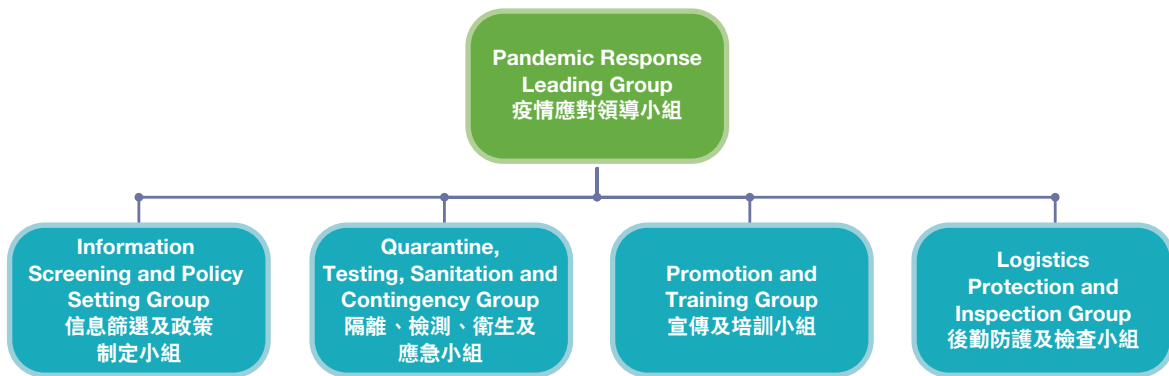 Pandemic Response
Leading Group
疫情應對領導小組
Information
Screening and Policy
Setting Group
信息篩選及政策
制定小組
Quarantine,
Testing, Sanitation and
Contingency Group
隔離、檢測、衛生及
應急小組
Promotion and
Training Group
宣傳及培訓小組
Logistics
Protection and
Inspection Group
後勤防護及檢查小組